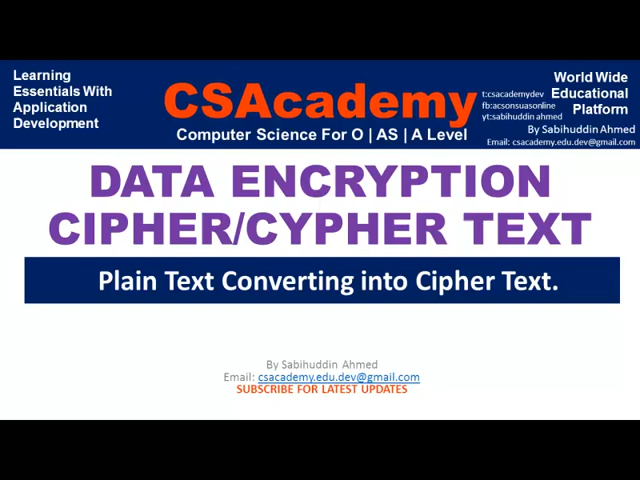 Learning
Essentials With
Application
Development
CSAcademy
Computer Science For O | AS | A Level
t:csacademydev
fb:acsonsuasonline
yt:sabihuddin ahmed
World Wide
Educational
Platform
By Sabihuddin Ahmed
Email: csacademy.edu.dev@gmail.com
DATA ENCRYPTION
CIPHER/CYPHER TEXT
Plain Text Converting into Cipher Text.
By Sabihuddin Ahmed
Email: csacademy.edu.dev@gmail.com
SUBSCRIBE FOR LATEST UPDATES